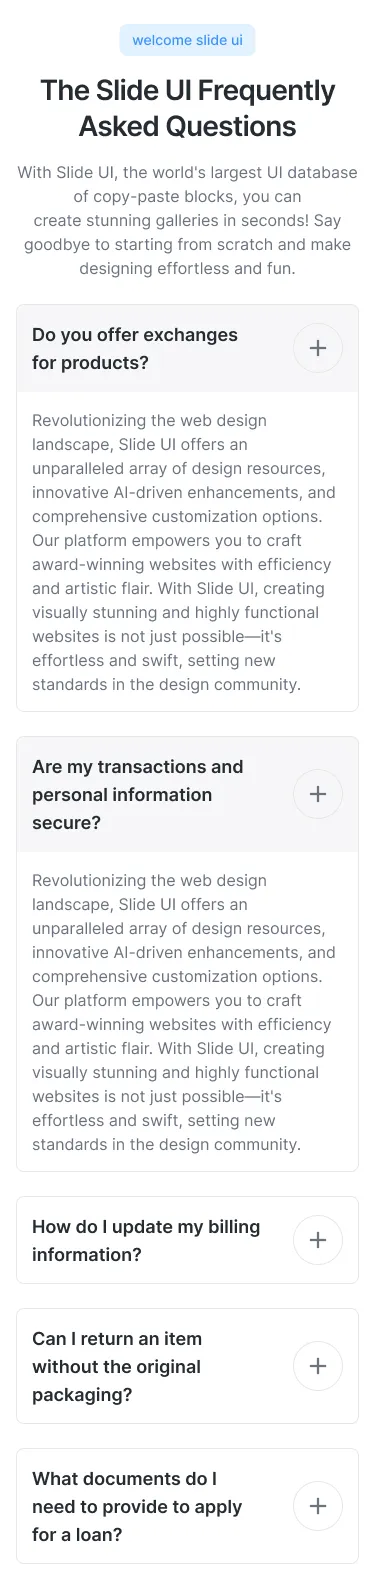 welcome slide ui
The Slide UI Frequently
Asked Questions
With Slide UI, the world's largest UI database
of copy-paste blocks, you can
create stunning galleries in seconds! Say
goodbye to starting from scratch and make
designing effortless and fun.
Do you offer exchanges
for products?
Revolutionizing the web design
landscape, Slide UI offers an
unparalleled array of design resources,
innovative AI-driven enhancements, and
comprehensive customization options.
Our platform empowers you to craft
award-winning websites with efficiency
and artistic flair. With Slide UI, creating
visually stunning and highly functional
websites is not just possible—it's
effortless and swift, setting new
standards in the design community.
Are my transactions and
personal information
secure?
Revolutionizing the web design
landscape, Slide UI offers an
unparalleled array of design resources,
innovative AI-driven enhancements, and
comprehensive customization options.
Our platform empowers you to craft
award-winning websites with efficiency
and artistic flair. With Slide UI, creating
visually stunning and highly functional
websites is not just possible—it's
effortless and swift, setting new
standards in the design community.
How do I update my billing
information?
Can I return an item
without the original
packaging?
What documents do I
need to provide to apply
for a loan?